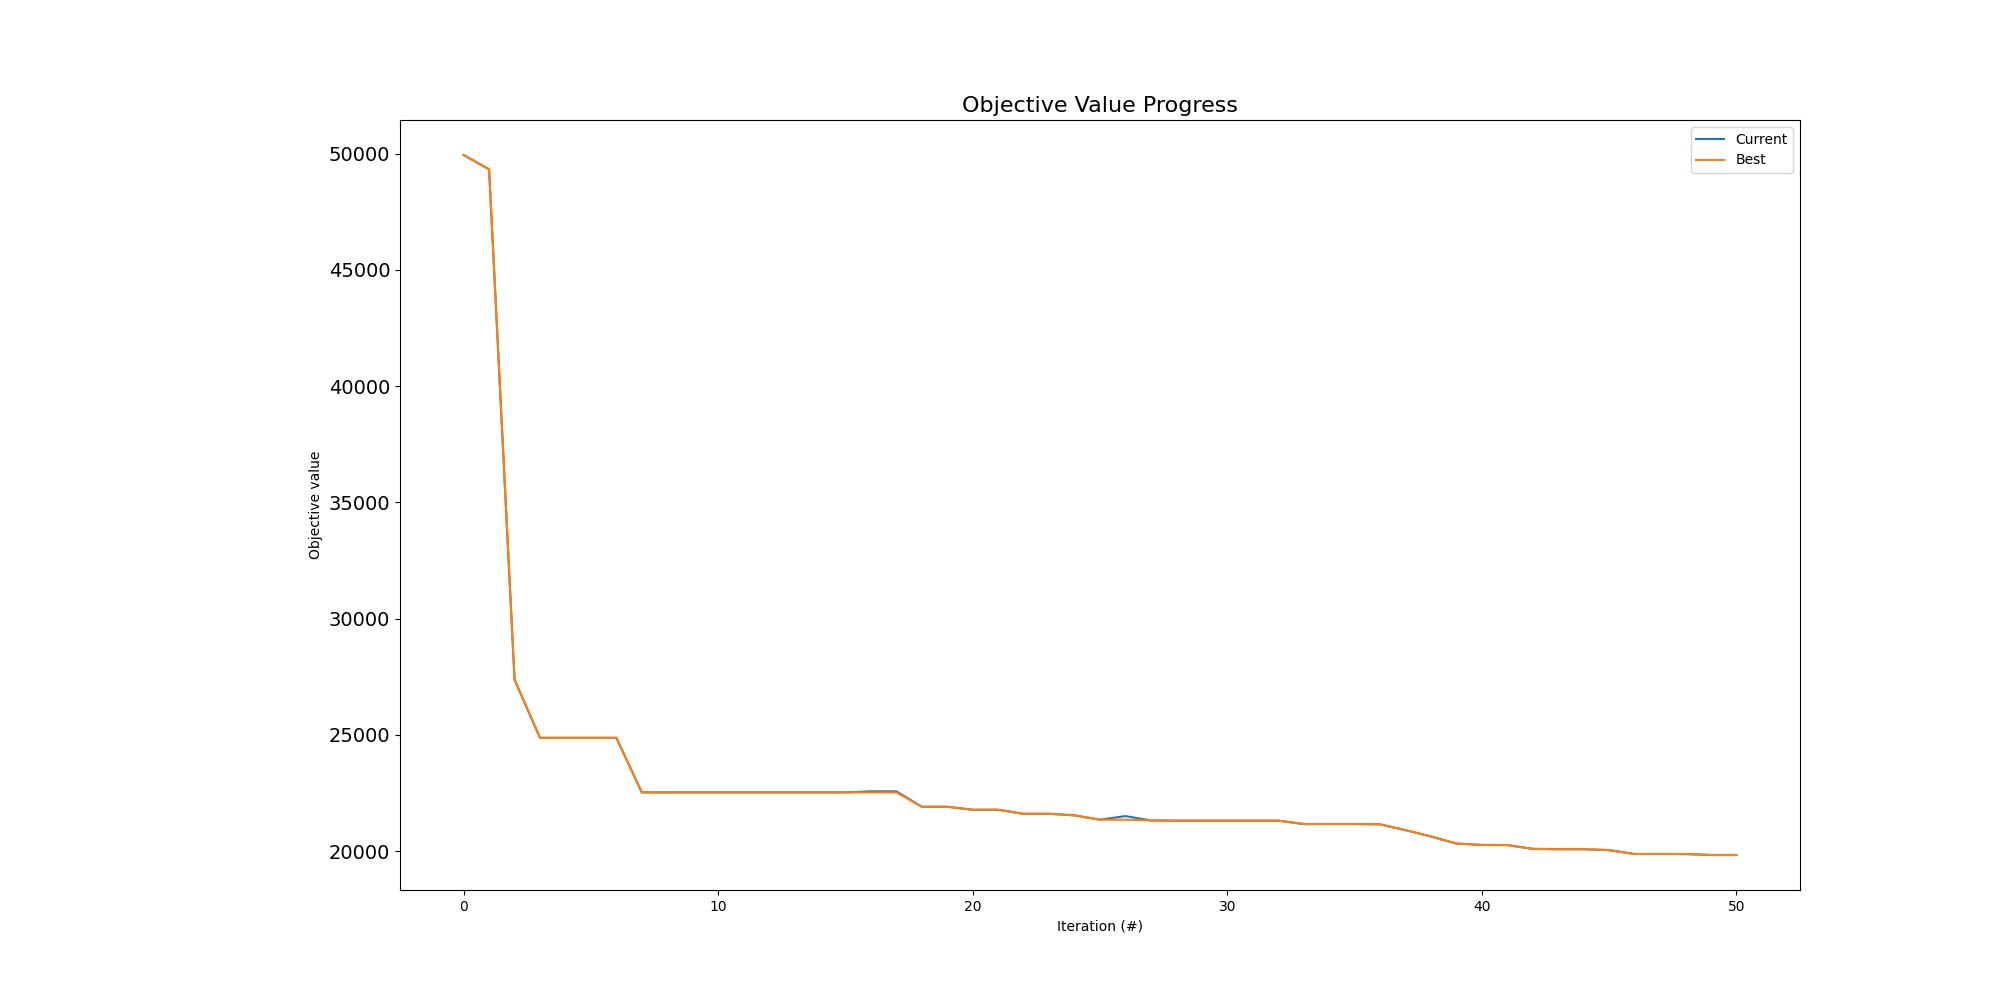 Objective Value Progress
Current
Best
50000
45000
40000
35000
30000
25000
20000
Objective value
0 10 20 30 40 50
Iteration (#)